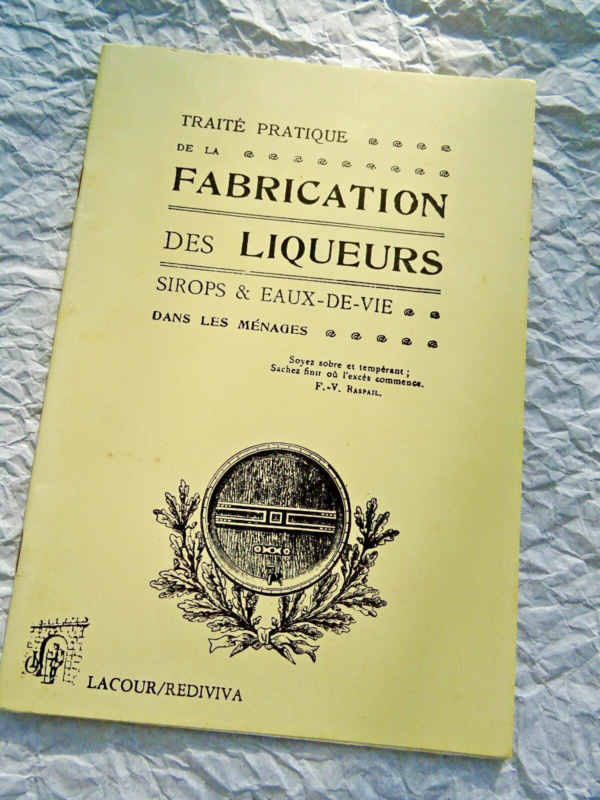 TRAITÉ PRATIQUE
DE LA
FABRICATION
DES LIQUEURS
SIROPS & EAUX-DE-VIE
DANS LES MÉNAGES
Soyez sobre et tempérant ;
Sachez finir où l'excès commence.
F.-V. RASPAIL.
LACOUR/REDIVIVA